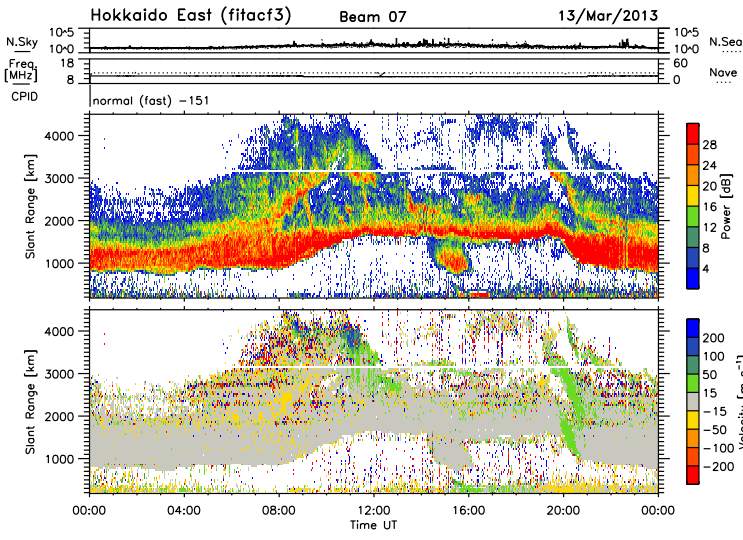 Hokkaido East (fitacf3) Beam 07 13/Mar/2013
N.Sky 10^5 10^0 10^5 10^0 N.Sea
Freq. [MHz] 18 8 60 0 Nave
CPID normal (fast) -151
Slant Range [km]
4000
3000
2000
1000
28
24
20
16
12
8
4
Power [dB]
Slant Range [km]
4000
3000
2000
1000
200
100
50
15
-15
-50
-100
-200
Velocity [m s^-1]
00:00 04:00 08:00 12:00 16:00 20:00 00:00
Time UT